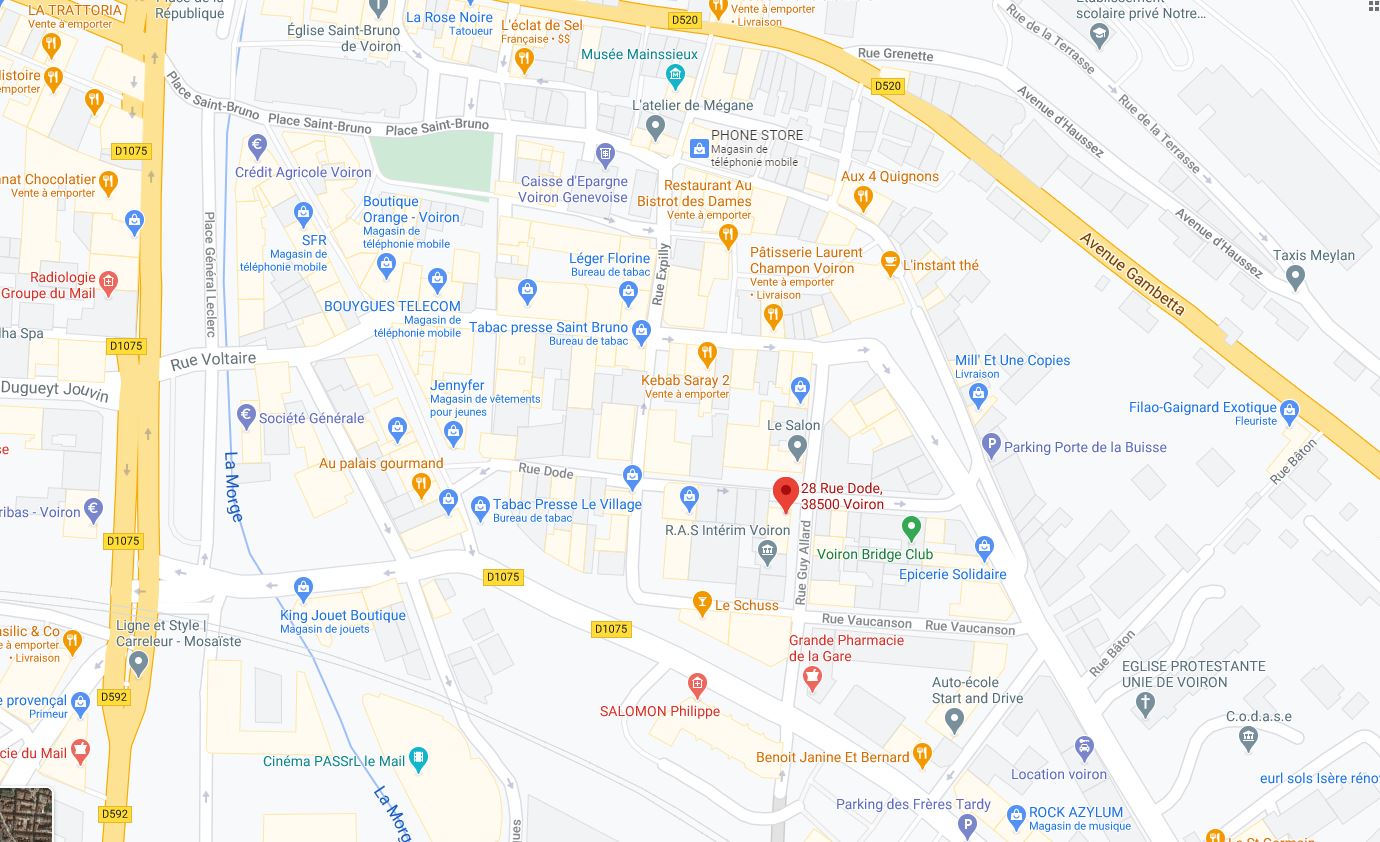 LA TRATTORIA
Vente à emporter
République
Église Saint-Bruno
de Voiron
La Rose Noire
Tatoueur
L'éclat de Sel
Française • $$
D520
Vente à emporter
• Livraison
scolaire privé Notre...
Rue de la Terrasse
Rue Grenette
Musée Mainssieux
D520
Place Saint-Bruno
Place Saint-Bruno
Place Saint-Bruno
L'atelier de Mégane
PHONE STORE
Magasin de
téléphonie mobile
Avenue d'Haussez
Rue de la Terrasse
D1075
Crédit Agricole Voiron
Caisse d'Epargne
Voiron Genevoise
Restaurant Au
Bistrot des Dames
Vente à emporter
Aux 4 Quignons
nat Chocolatier
Vente à emporter
Boutique
Orange - Voiron
Magasin de
téléphonie mobile
SFR
Magasin de
téléphonie mobile
Place Général Leclerc
Léger Florine
Bureau de tabac
Rue Expilly
Pâtisserie Laurent
Champon Voiron
Vente à emporter
• Livraison
L'instant thé
Avenue Gambetta
Avenue d'Haussez
Taxis Meylan
Radiologie
Groupe du Mail
BOUYGUES TELECOM
Magasin de
téléphonie mobile
Tabac presse Saint Bruno
Bureau de tabac
ha Spa
D1075
Rue Voltaire
Dugueyt Jouvin
Jennyfer
Magasin de vêtements
pour jeunes
Kebab Saray 2
Vente à emporter
Mill' Et Une Copies
Livraison
Filao-Gaignard Exotique
Fleuriste
Société Générale
Le Salon
Parking Porte de la Buisse
Rue Bâton
Au palais gourmand
La Morge
Rue Dode
28 Rue Dode,
38500 Voiron
ribas - Voiron
Tabac Presse Le Village
Bureau de tabac
R.A.S Intérim Voiron
Rue Guy Allard
Voiron Bridge Club
Epicerie Solidaire
D1075
D1075
King Jouet Boutique
Magasin de jouets
Le Schuss
D1075
Rue Vaucanson
Rue Vaucanson
Ligne et Style |
Carreleur - Mosaïste
asilic & Co
• Livraison
Grande Pharmacie
de la Gare
Rue Bâton
EGLISE PROTESTANTE
UNIE DE VOIRON
D592
e provençal
Primeur
SALOMON Philippe
Auto-école
Start and Drive
C.o.d.a.s.e
cie du Mail
Cinéma PASSrL le Mail
Benoit Janine Et Bernard
Location voiron
eurl sols Isère réno
La Morge
D592
Parking des Frères Tardy
ROCK AZYLUM
Magasin de musique